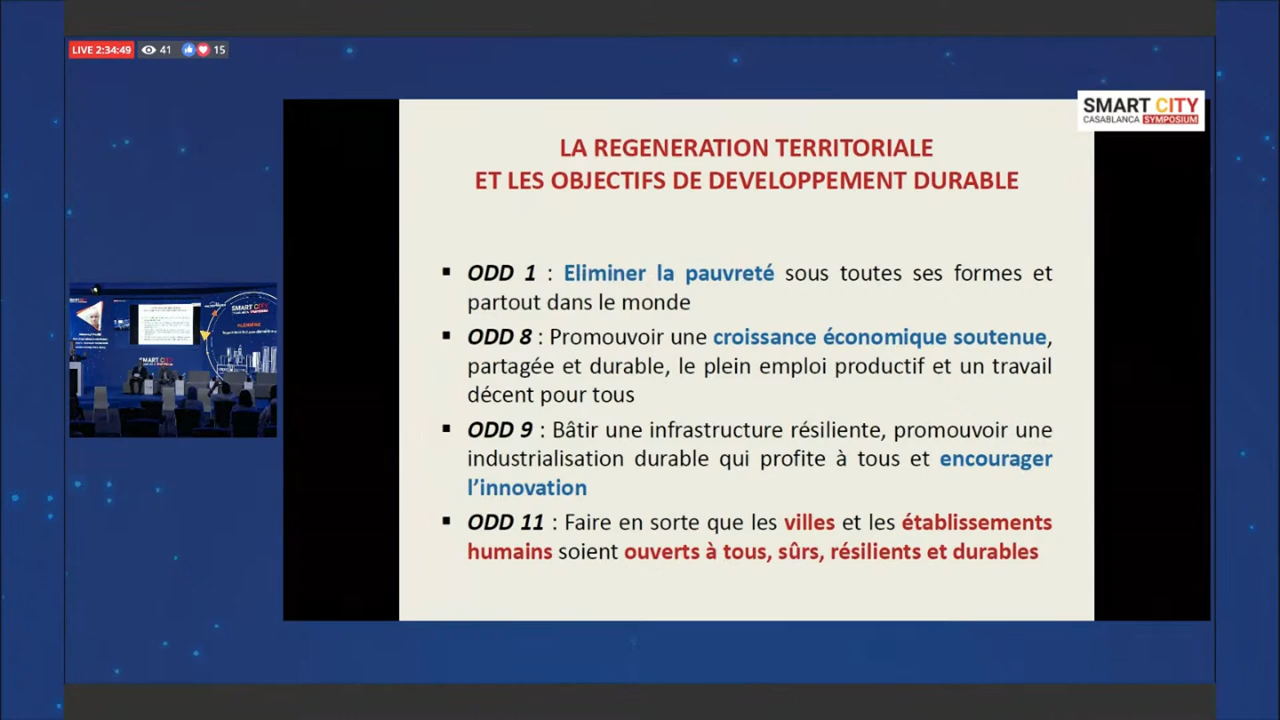 LIVE 2:34:49 41 15
SMART CITY
CASABLANCA SYMPOSIUM
LA REGENERATION TERRITORIALE
ET LES OBJECTIFS DE DEVELOPPEMENT DURABLE
▪ ODD 1 : Eliminer la pauvreté sous toutes ses formes et
partout dans le monde
▪ ODD 8 : Promouvoir une croissance économique soutenue,
partagée et durable, le plein emploi productif et un travail
décent pour tous
▪ ODD 9 : Bâtir une infrastructure résiliente, promouvoir une
industrialisation durable qui profite à tous et encourager
l’innovation
▪ ODD 11 : Faire en sorte que les villes et les établissements
humains soient ouverts à tous, sûrs, résilients et durables
SMART CITY
SMART CITY